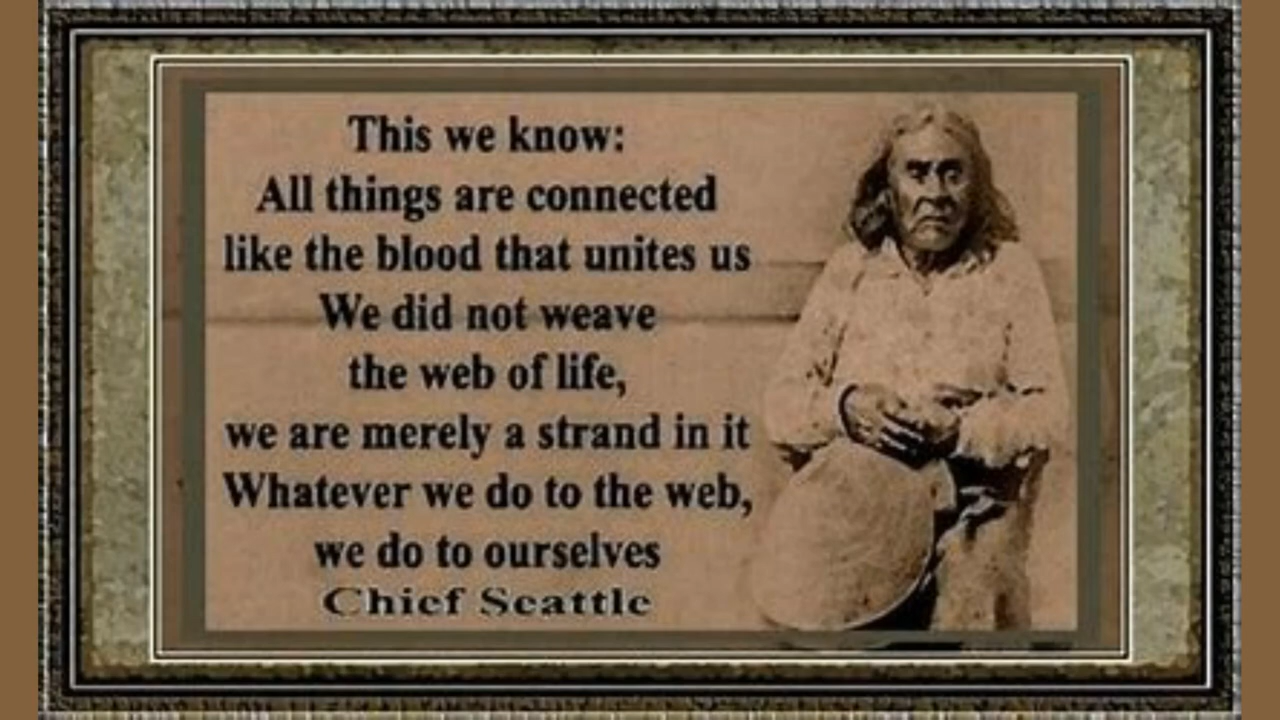 This we know:
All things are connected
like the blood that unites us
We did not weave
the web of life,
we are merely a strand in it
Whatever we do to the web,
we do to ourselves
Chief Seattle